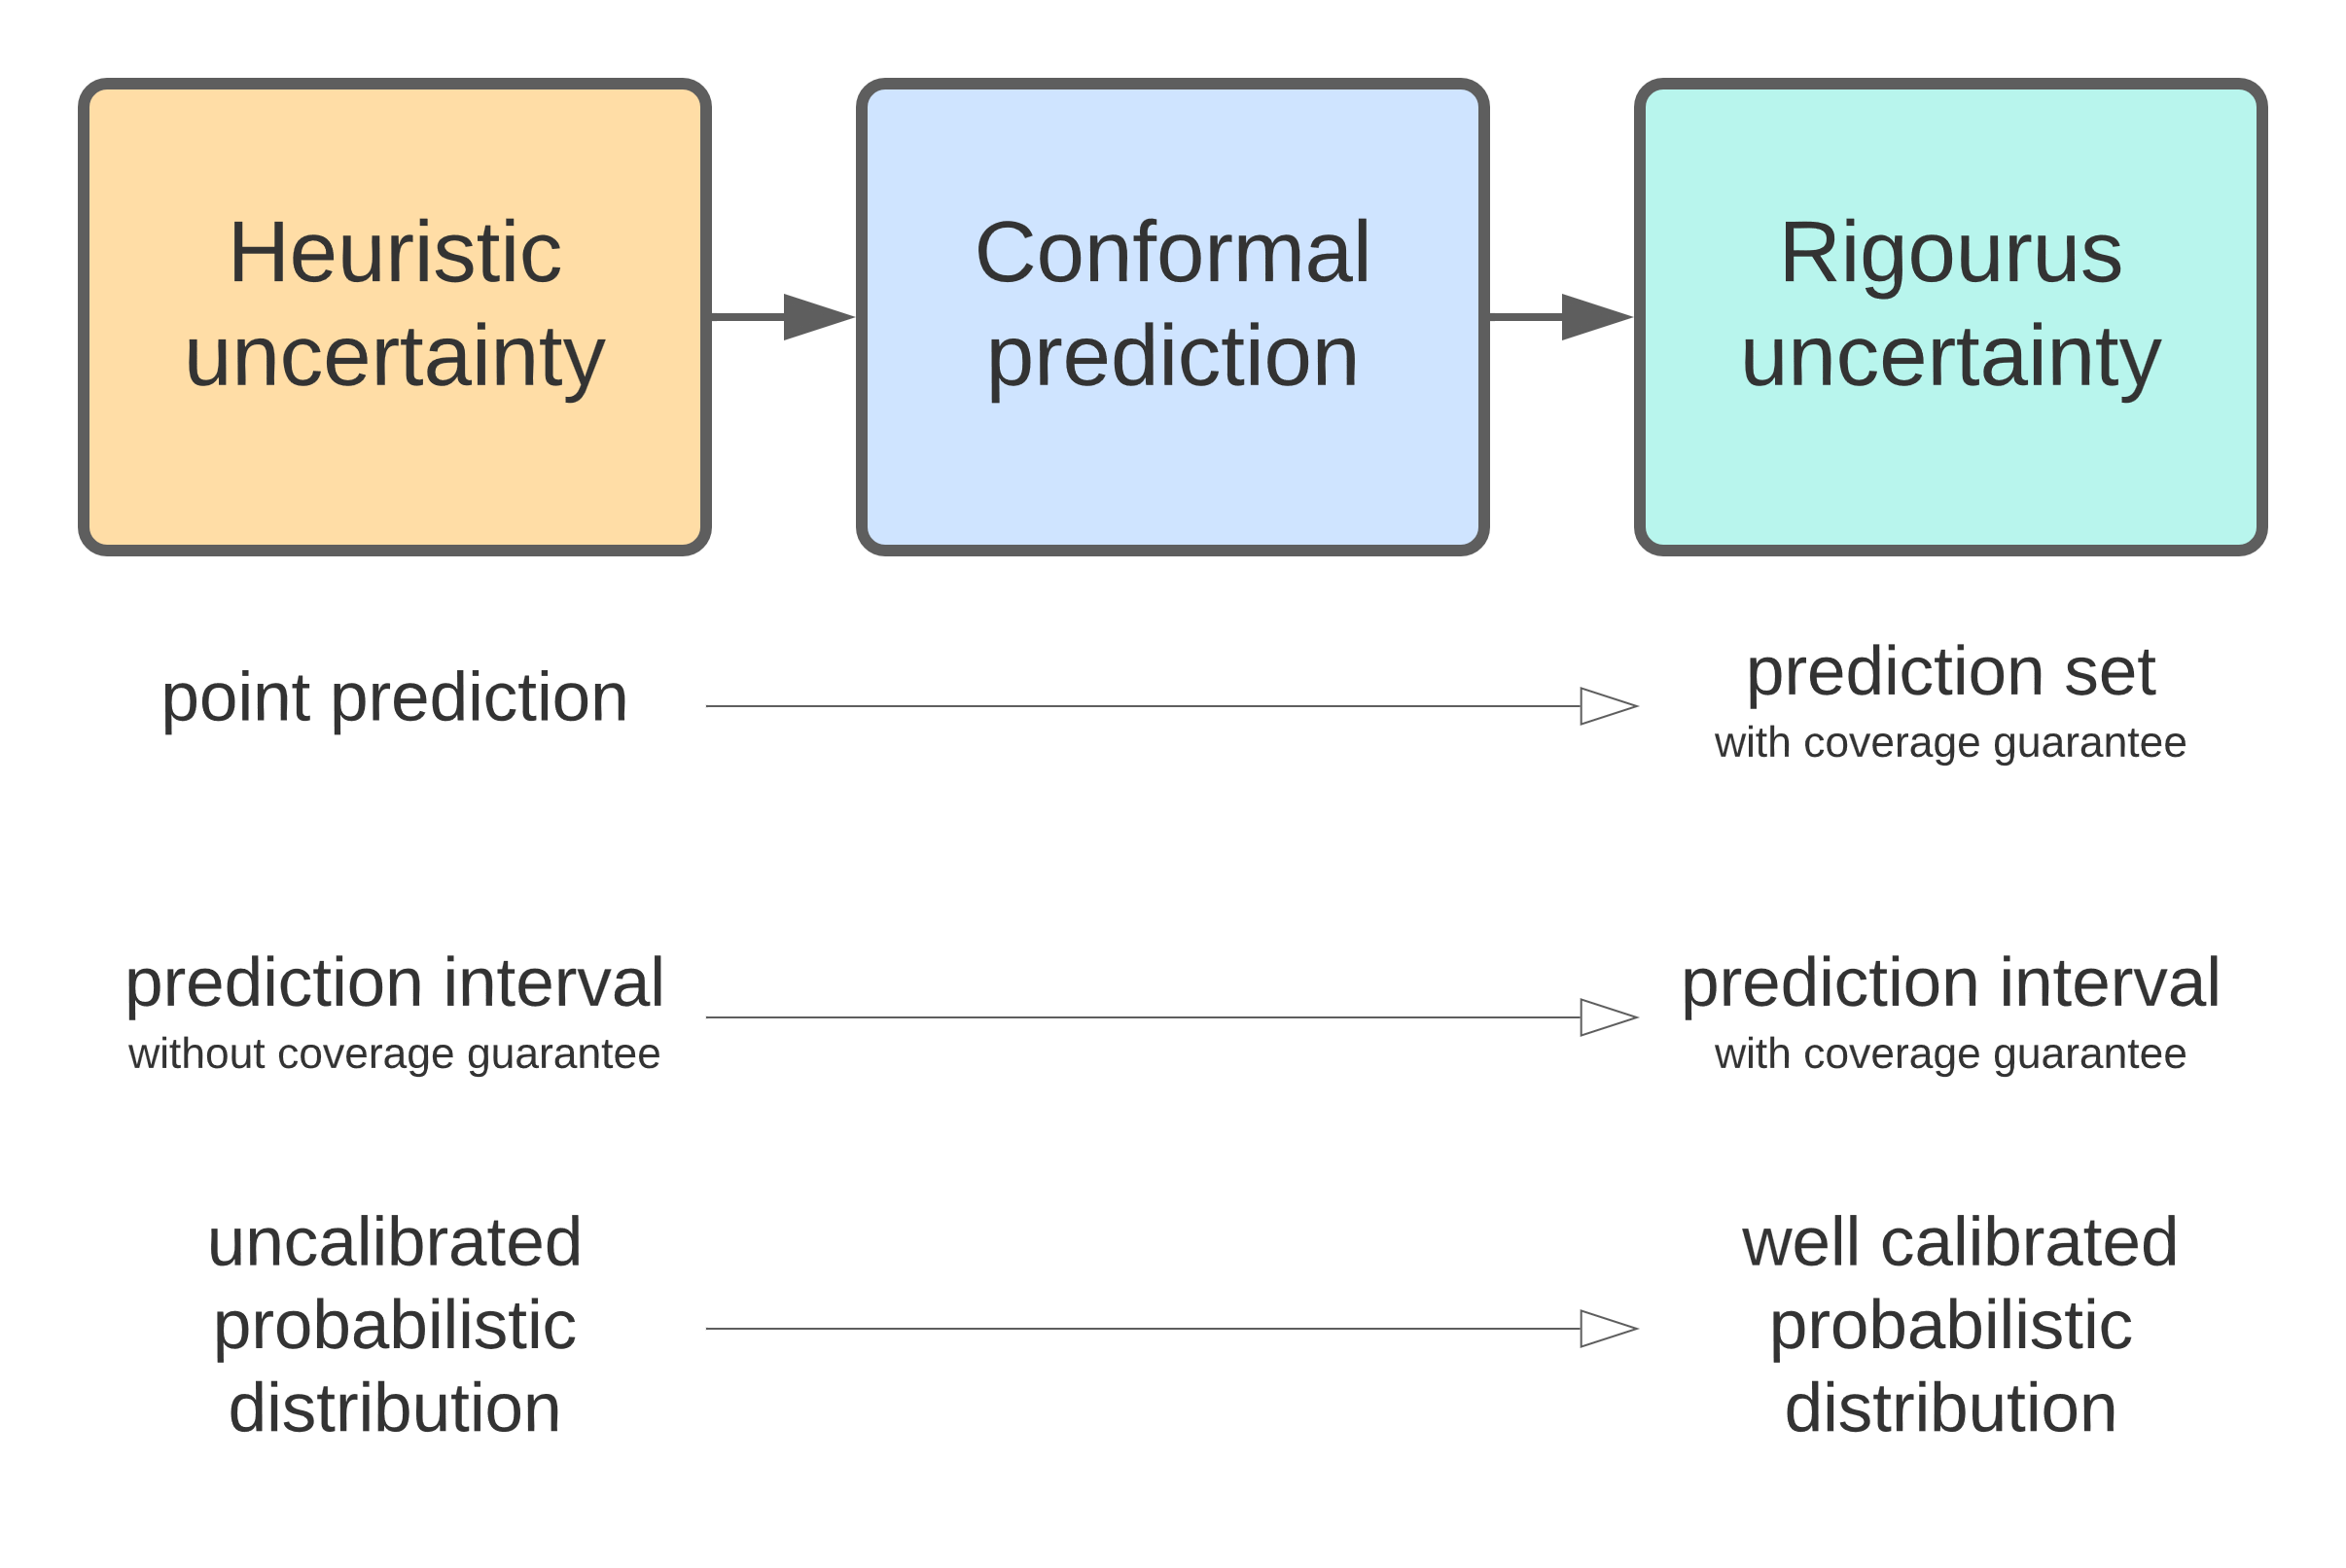 Heuristic
uncertainty
Conformal
prediction
Rigourus
uncertainty
point prediction
prediction set
with coverage guarantee
prediction interval
without coverage guarantee
prediction interval
with coverage guarantee
uncalibrated
probabilistic
distribution
well calibrated
probabilistic
distribution